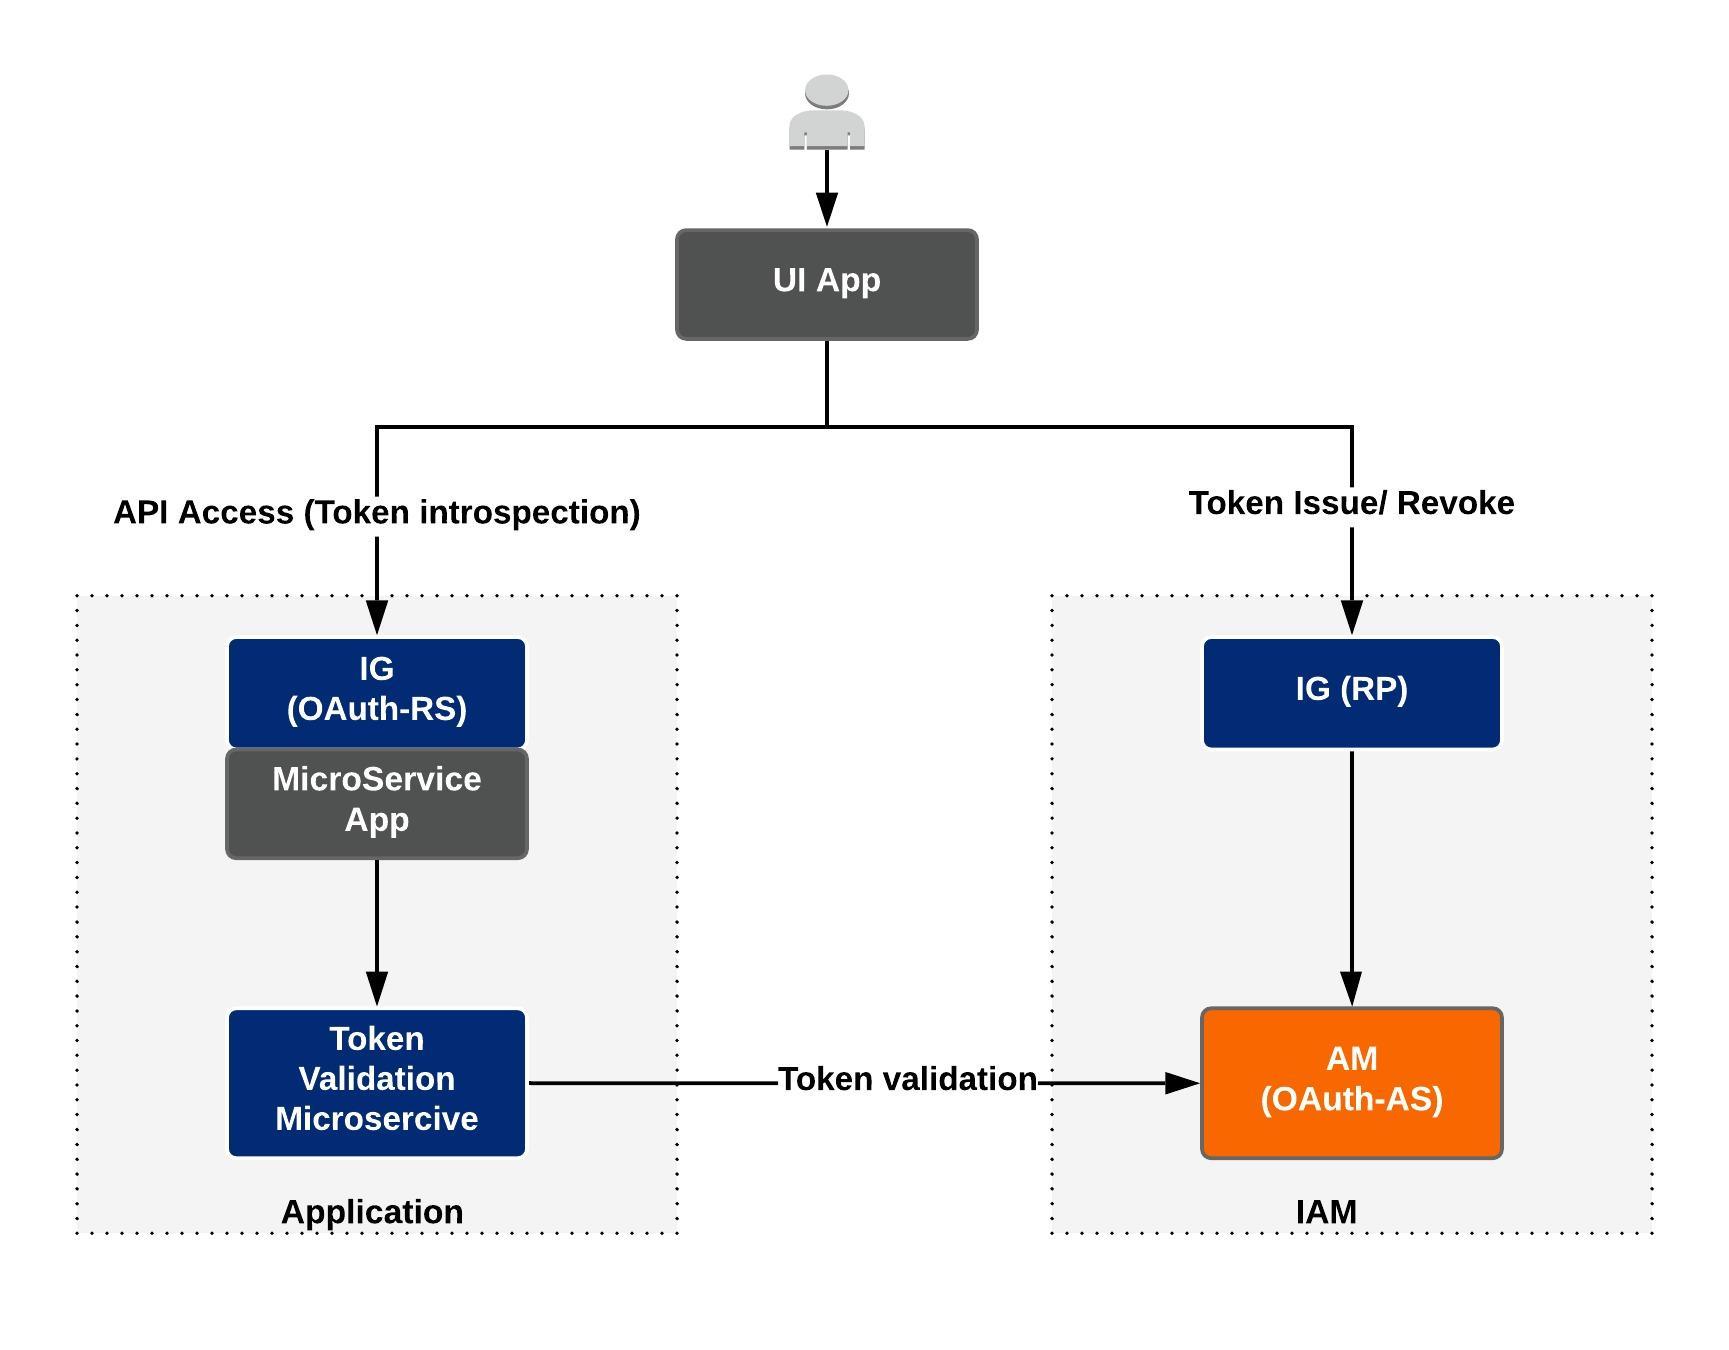 UI App
API Access (Token introspection)
Token Issue/ Revoke
IG
(OAuth-RS)
MicroService
App
IG (RP)
Token
Validation
Microsercive
Token validation
AM
(OAuth-AS)
Application
IAM